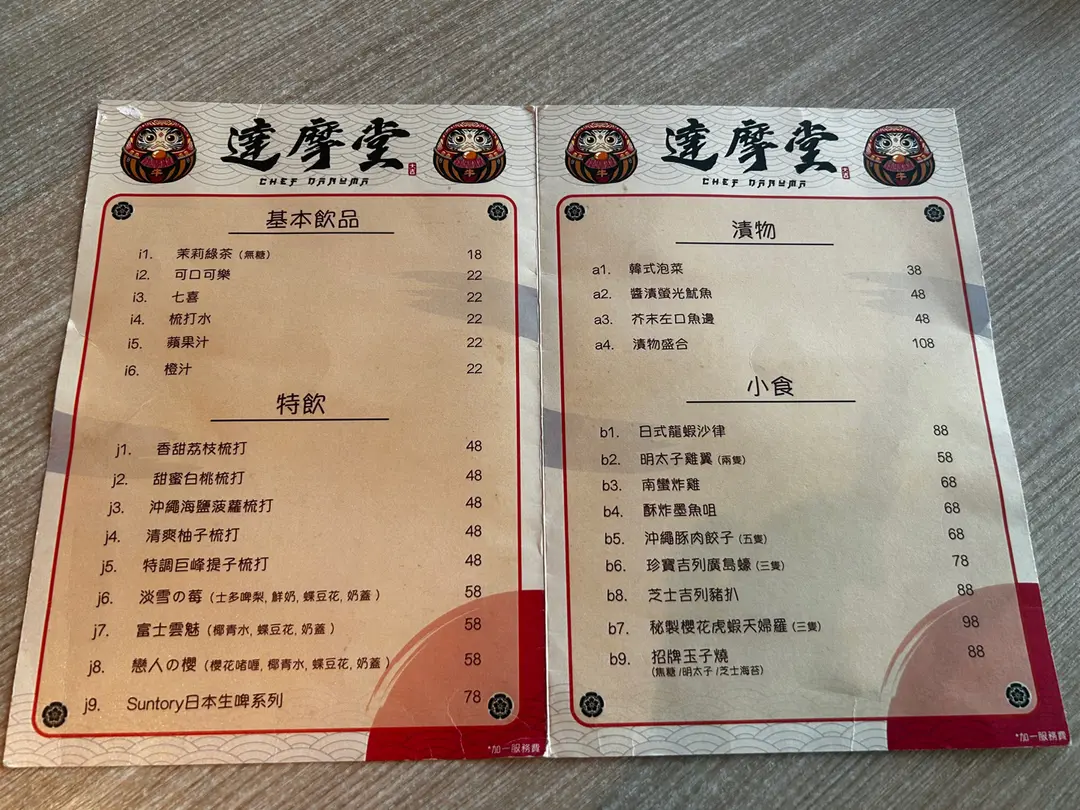 達摩堂
CHEF DARUMA
基本飲品
i1. 茉莉綠茶 (無糖) 18
i2. 可口可樂 22
i3. 七喜 22
i4. 梳打水 22
i5. 蘋果汁 22
i6. 橙汁 22
特飲
j1. 香甜荔枝梳打 48
j2. 甜蜜白桃梳打 48
j3. 沖繩海鹽菠蘿梳打 48
j4. 清爽柚子梳打 48
j5. 特調巨峰提子梳打 48
j6. 淡雪の莓 (士多啤梨, 鮮奶, 蝶豆花, 奶蓋) 58
j7. 富士雲魅 (椰青水, 蝶豆花, 奶蓋) 58
j8. 戀人の櫻 (櫻花啫喱, 椰青水, 蝶豆花, 奶蓋) 58
j9. Suntory日本生啤系列 78
*加一服務費
達摩堂
CHEF DARUMA
漬物
a1. 韓式泡菜 38
a2. 醬漬螢光魷魚 48
a3. 芥末左口魚邊 48
a4. 漬物盛合 108
小食
b1. 日式龍蝦沙律 88
b2. 明太子雞翼 (兩隻) 58
b3. 南蠻炸雞 68
b4. 酥炸墨魚咀 68
b5. 沖繩豚肉餃子 (五隻) 68
b6. 珍寶吉列廣島蠔 (三隻) 78
b8. 芝士吉列豬扒 88
b7. 秘製櫻花虎蝦天婦羅 (三隻) 98
b9. 招牌玉子燒 88
(焦糖 /明太子 /芝士海苔)
*加一服務費